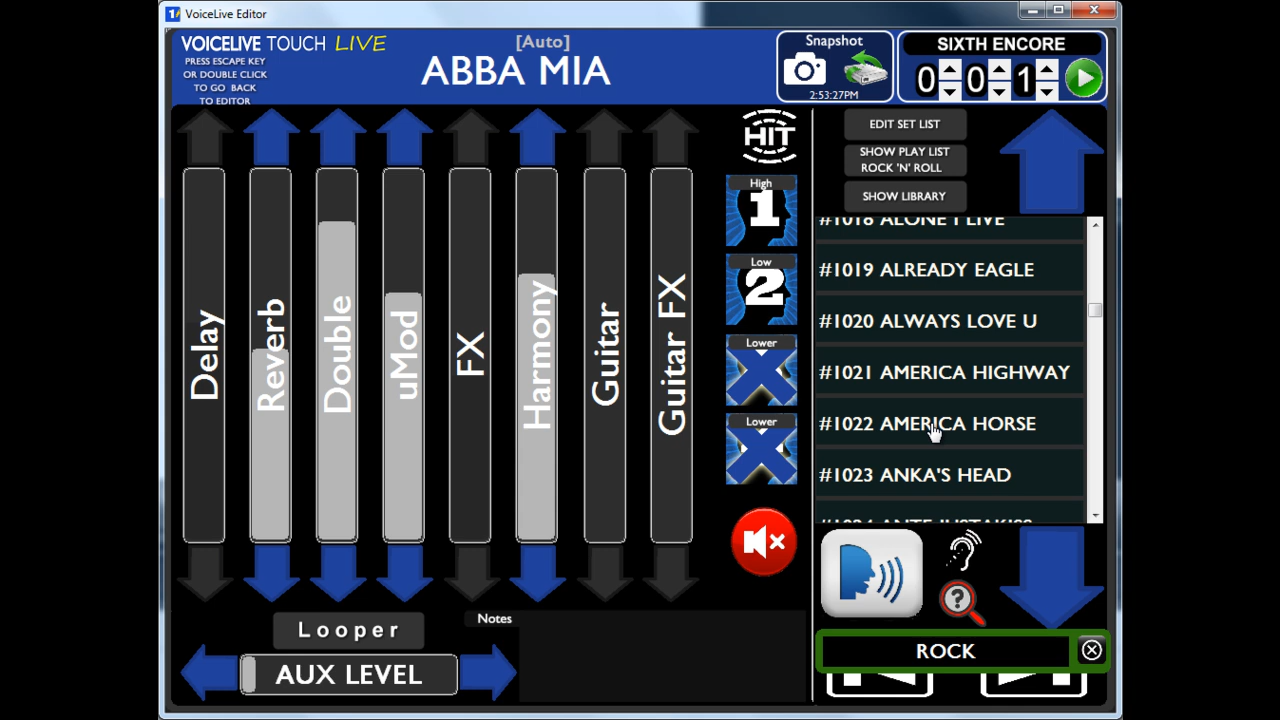 VoiceLive Editor
VOICELIVE TOUCH LIVE
PRESS ESCAPE KEY
OR DOUBLE CLICK
TO GO BACK
TO EDITOR
[Auto]
ABBA MIA
Snapshot
2:53:27PM
SIXTH ENCORE
0 0 1
HIT
EDIT SET LIST
SHOW PLAY LIST
ROCK 'N' ROLL
SHOW LIBRARY
Delay
Reverb
Double
uMod
FX
Harmony
Guitar
Guitar FX
High
1
Low
2
Lower
X
Lower
X
#1018 ALONE I LIVE
#1019 ALREADY EAGLE
#1020 ALWAYS LOVE U
#1021 AMERICA HIGHWAY
#1022 AMERICA HORSE
#1023 ANKA'S HEAD
Looper
Notes
AUX LEVEL
ROCK